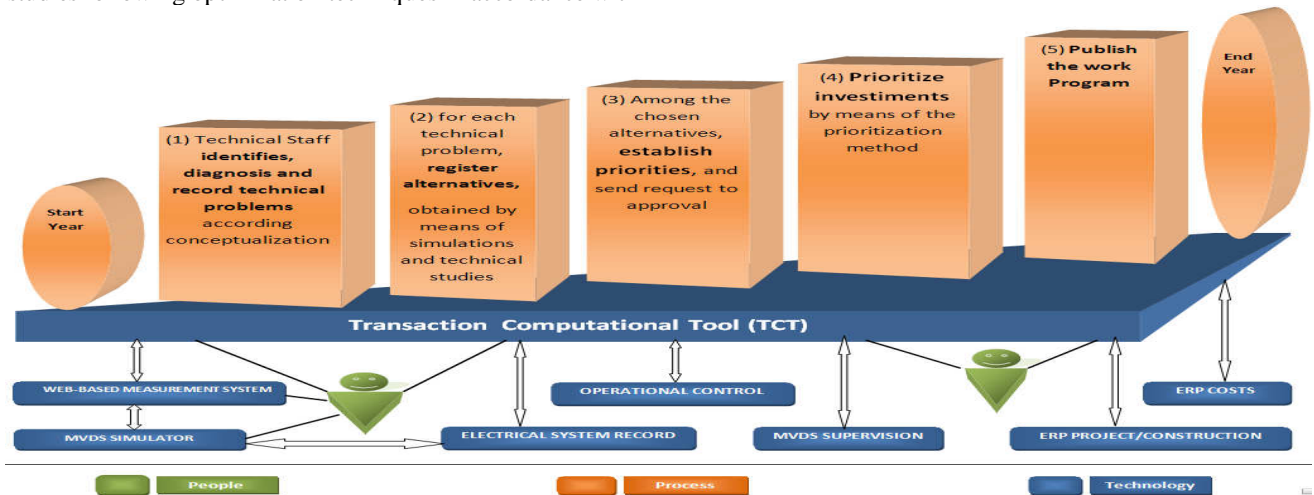 Start
Year
(1) Technical Staff
identifies,
diagnosis and
record technical
problems
according
conceptualization
(2) for each
technical
problem,
register
alternatives,
obtained by
means of
simulations
and technical
studies
(3) Among the
chosen
alternatives,
establish
priorities, and
send request to
approval
(4) Prioritize
investiments
by means of the
prioritization
method
(5) Publish
the work
Program
End
Year
Transaction Computational Tool (TCT)
WEB-BASED MEASUREMENT SYSTEM
OPERATIONAL CONTROL
ERP COSTS
MVDS SIMULATOR
ELECTRICAL SYSTEM RECORD
MVDS SUPERVISION
ERP PROJECT/CONSTRUCTION
People
Process
Technology